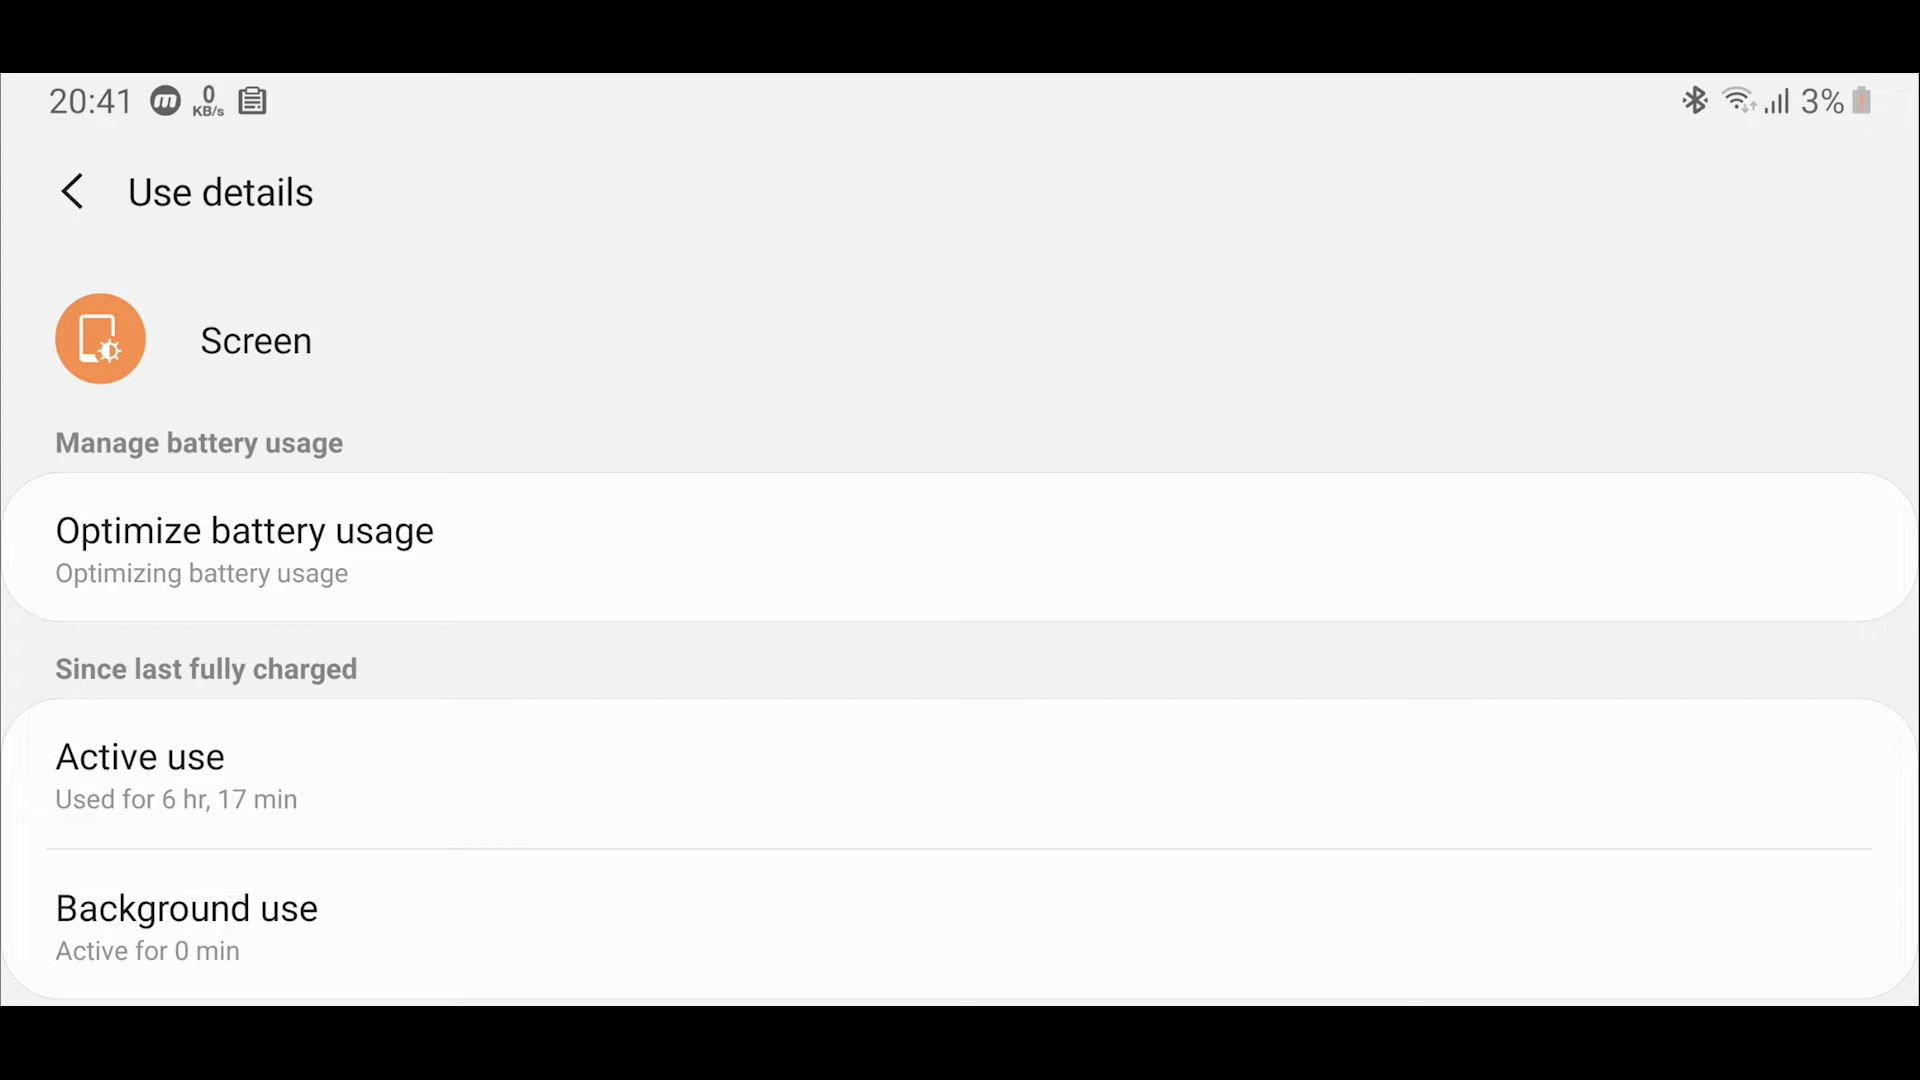 20:41 m 0 KB/s 3%
Use details
Screen
Manage battery usage
Optimize battery usage
Optimizing battery usage
Since last fully charged
Active use
Used for 6 hr, 17 min
Background use
Active for 0 min